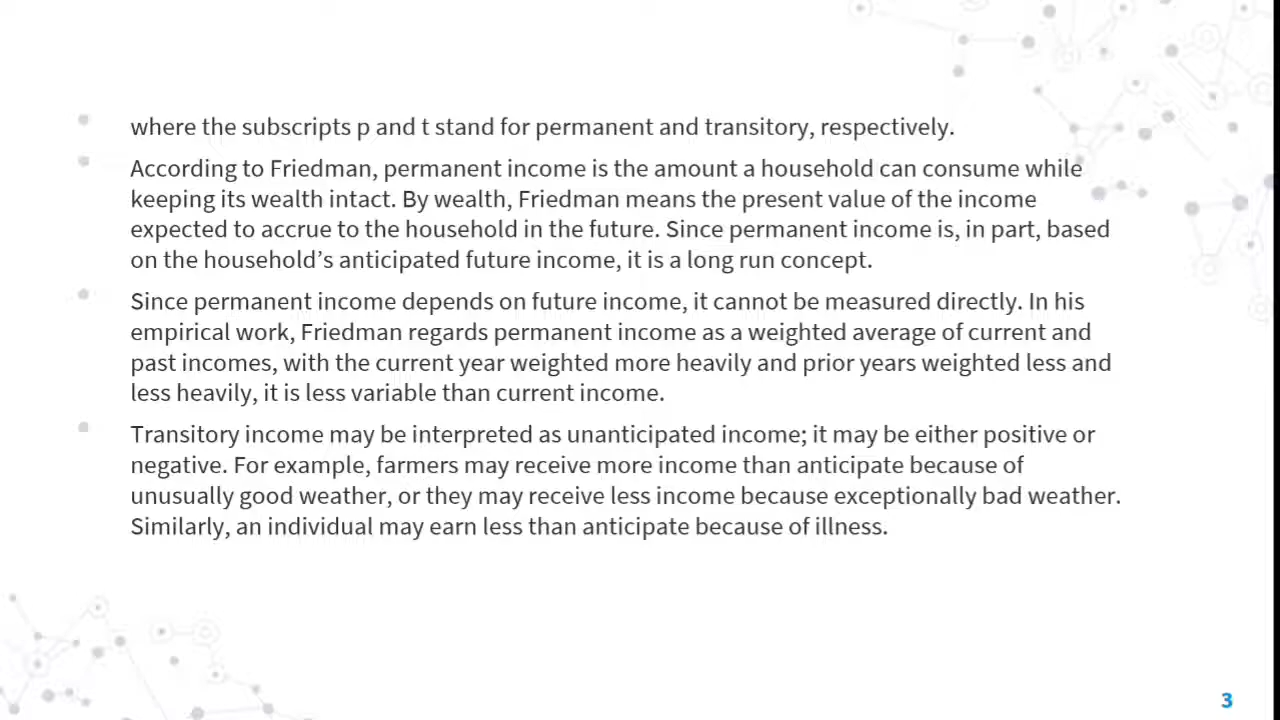 where the subscripts p and t stand for permanent and transitory, respectively.
According to Friedman, permanent income is the amount a household can consume while
keeping its wealth intact. By wealth, Friedman means the present value of the income
expected to accrue to the household in the future. Since permanent income is, in part, based
on the household’s anticipated future income, it is a long run concept.
Since permanent income depends on future income, it cannot be measured directly. In his
empirical work, Friedman regards permanent income as a weighted average of current and
past incomes, with the current year weighted more heavily and prior years weighted less and
less heavily, it is less variable than current income.
Transitory income may be interpreted as unanticipated income; it may be either positive or
negative. For example, farmers may receive more income than anticipate because of
unusually good weather, or they may receive less income because exceptionally bad weather.
Similarly, an individual may earn less than anticipate because of illness.
3